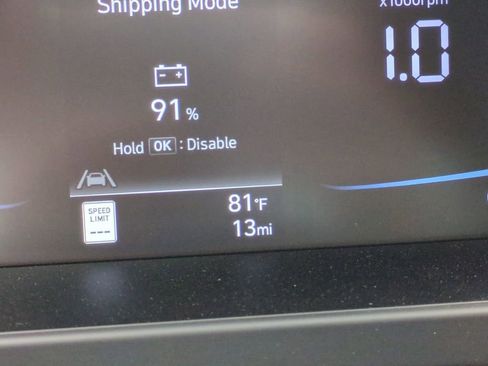 Shipping Mode
x1000rpm
1.0
91%
Hold OK : Disable
SPEED
LIMIT
---
81°F
13mi